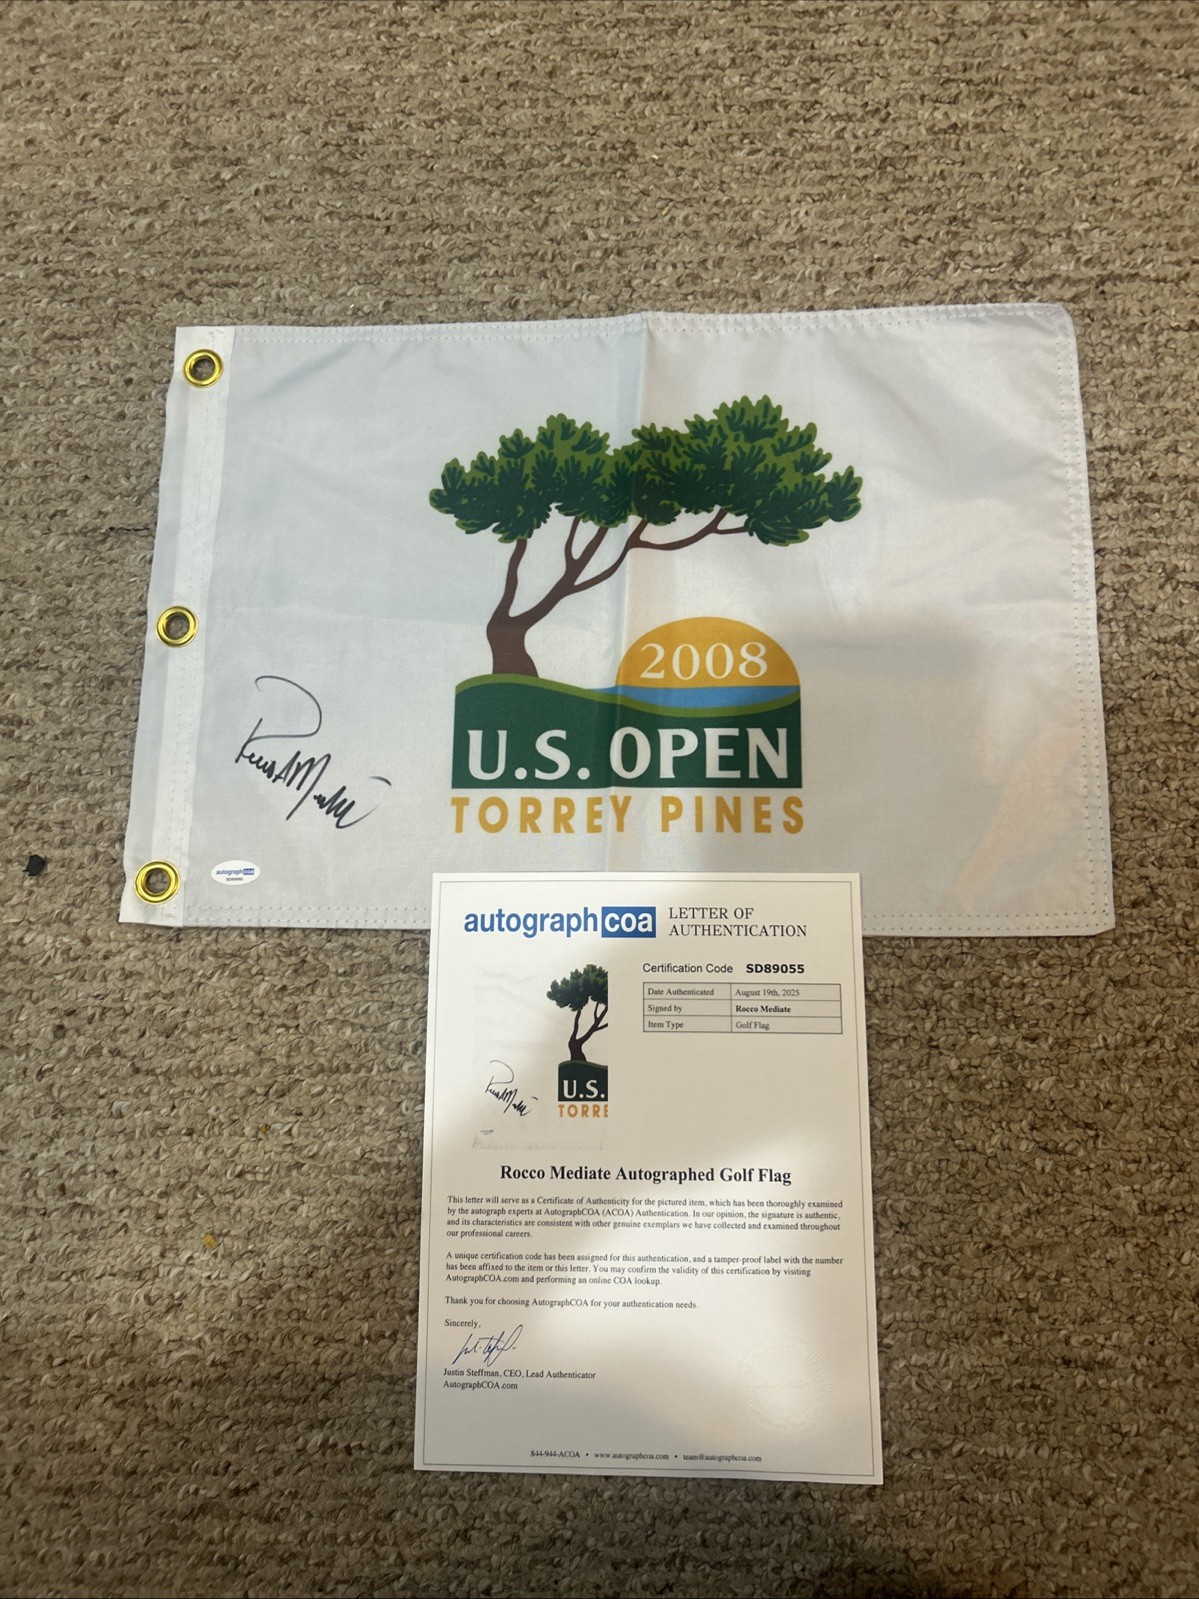 2008
U.S. OPEN
TORREY PINES
Rocco Mediate
autograph coa
autograph coa LETTER OF
AUTHENTICATION
Certification Code SD89055
Date Authenticated August 19th, 2025
Signed by Rocco Mediate
Item Type Golf Flag
U.S.
TORRE
Rocco Mediate Autographed Golf Flag
This letter will serve as a Certificate of Authenticity for the pictured item, which has been thoroughly examined
by the autograph experts at AutographCOA (ACOA) Authentication. In our opinion, the signature is authentic,
and its characteristics are consistent with other genuine exemplars we have collected and examined throughout
our professional careers.
A unique certification code has been assigned for this authentication, and a tamper-proof label with the number
has been affixed to the item or this letter. You may confirm the validity of this certification by visiting
AutographCOA.com and performing an online COA lookup.
Thank you for choosing AutographCOA for your authentication needs.
Sincerely,
Justin Steffman, CEO, Lead Authenticator
AutographCOA.com
844-944-ACOA • www.autographcoa.com • team@autographcoa.com